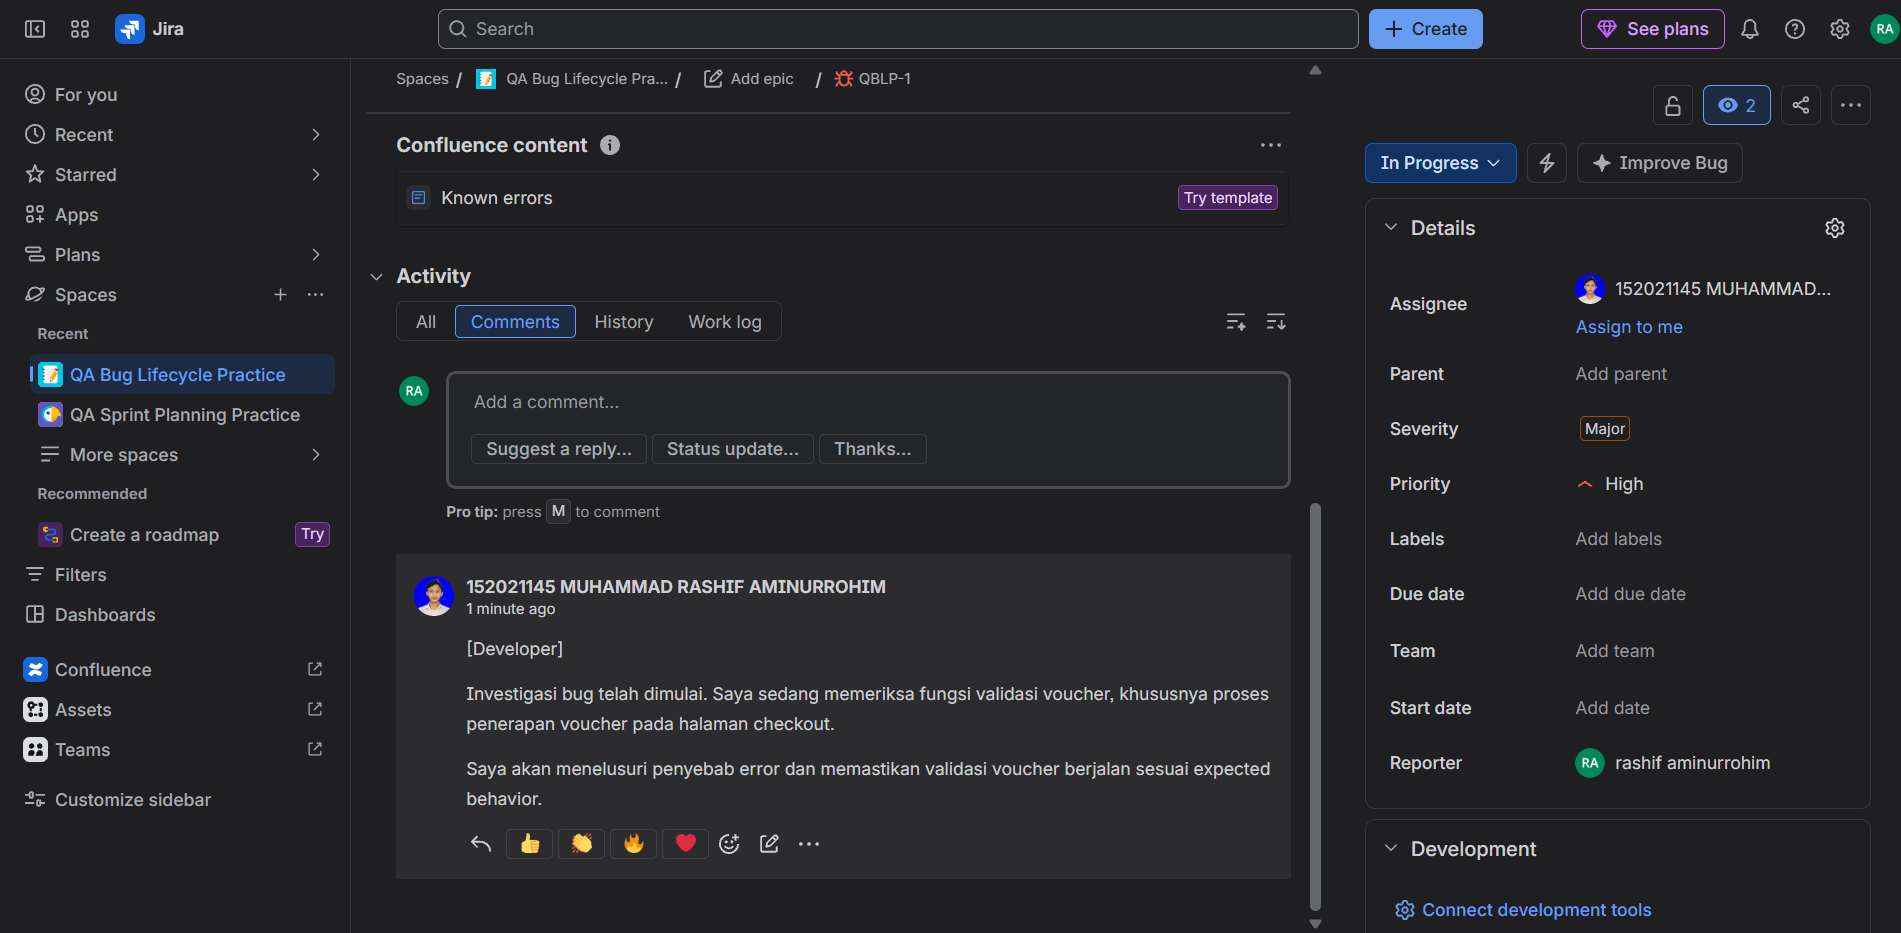 Jira
Search
Create
See plans
RA
For you
Recent
Starred
Apps
Plans
Spaces
Recent
QA Bug Lifecycle Practice
QA Sprint Planning Practice
More spaces
Recommended
Create a roadmap
Try
Filters
Dashboards
Confluence
Assets
Teams
Customize sidebar
Spaces / QA Bug Lifecycle Pra... / Add epic / QBLP-1
Confluence content
Known errors
Try template
Activity
All
Comments
History
Work log
RA
Add a comment...
Suggest a reply...
Status update...
Thanks...
Pro tip: press M to comment
152021145 MUHAMMAD RASHIF AMINURROHIM
1 minute ago
[Developer]
Investigasi bug telah dimulai. Saya sedang memeriksa fungsi validasi voucher, khususnya proses
penerapan voucher pada halaman checkout.
Saya akan menelusuri penyebab error dan memastikan validasi voucher berjalan sesuai expected
behavior.
2
In Progress
Improve Bug
Details
Assignee
152021145 MUHAMMAD...
Assign to me
Parent
Add parent
Severity
Major
Priority
High
Labels
Add labels
Due date
Add due date
Team
Add team
Start date
Add date
Reporter
RA
rashif aminurrohim
Development
Connect development tools